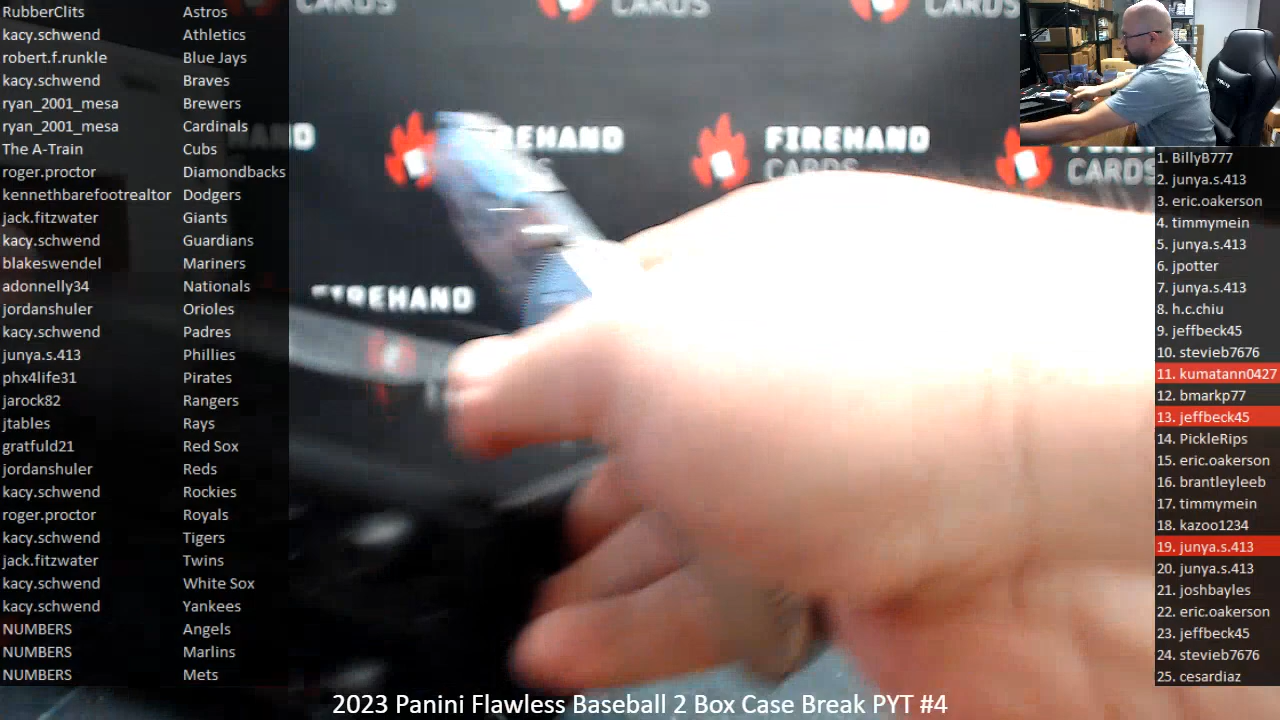 RubberClits Astros
kacy.schwend Athletics
robert.f.runkle Blue Jays
kacy.schwend Braves
ryan_2001_mesa Brewers
ryan_2001_mesa Cardinals
The A-Train Cubs
roger.proctor Diamondbacks
kennethbarefootrealtor Dodgers
jack.fitzwater Giants
kacy.schwend Guardians
blakeswendel Mariners
adonnelly34 Nationals
jordanshuler Orioles
kacy.schwend Padres
junya.s.413 Phillies
phx4life31 Pirates
jarock82 Rangers
jtables Rays
gratfuld21 Red Sox
jordanshuler Reds
kacy.schwend Rockies
roger.proctor Royals
kacy.schwend Tigers
jack.fitzwater Twins
kacy.schwend White Sox
kacy.schwend Yankees
NUMBERS Angels
NUMBERS Marlins
NUMBERS Mets
CARDS
CARDS
CARDS
FIREHAND
CARDS
FIREHAND
CARDS
FIREHAND
1. BillyB777
2. junya.s.413
3. eric.oakerson
4. timmymein
5. junya.s.413
6. jpotter
7. junya.s.413
8. h.c.chiu
9. jeffbeck45
10. stevieb7676
11. kumatann0427
12. bmarkp77
13. jeffbeck45
14. PickleRips
15. eric.oakerson
16. brantleyleeb
17. timmymein
18. kazoo1234
19. junya.s.413
20. junya.s.413
21. joshbayles
22. eric.oakerson
23. jeffbeck45
24. stevieb7676
25. cesardiaz
2023 Panini Flawless Baseball 2 Box Case Break PYT #4